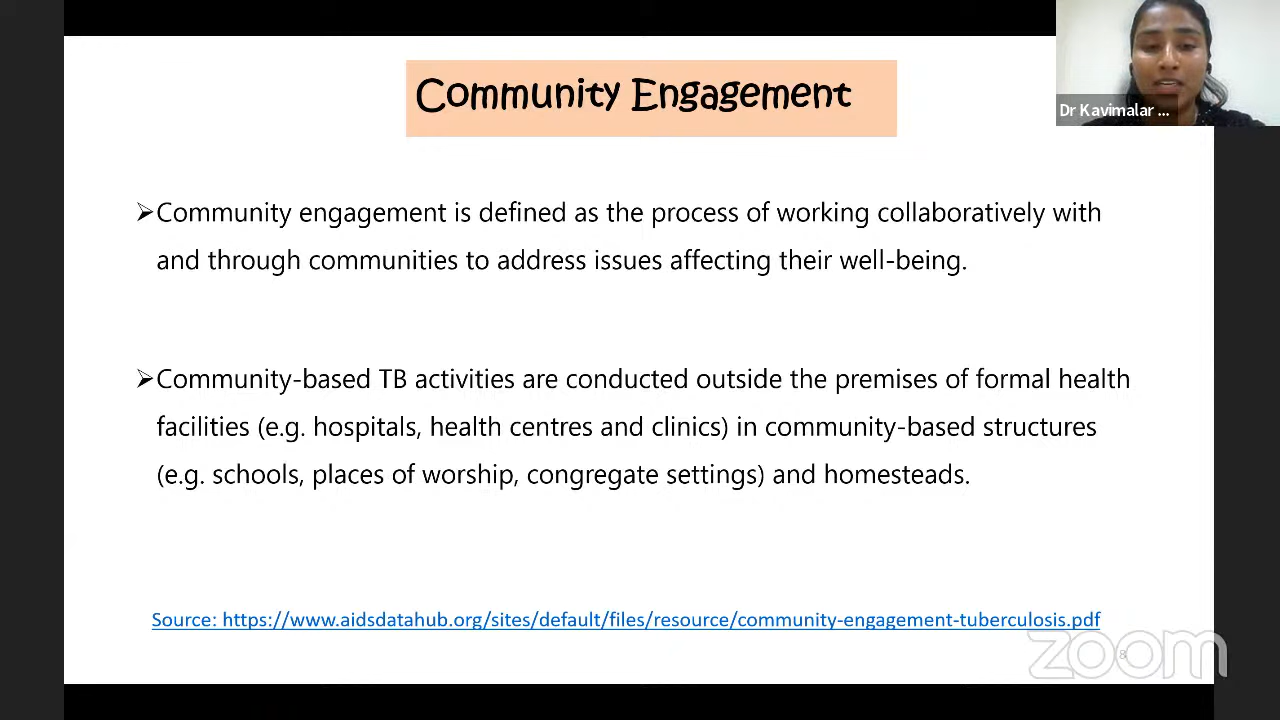 Community Engagement
Dr Kavimalar ...
➢Community engagement is defined as the process of working collaboratively with
and through communities to address issues affecting their well-being.
➢Community-based TB activities are conducted outside the premises of formal health
facilities (e.g. hospitals, health centres and clinics) in community-based structures
(e.g. schools, places of worship, congregate settings) and homesteads.
Source: https://www.aidsdatahub.org/sites/default/files/resource/community-engagement-tuberculosis.pdf
zoom
8